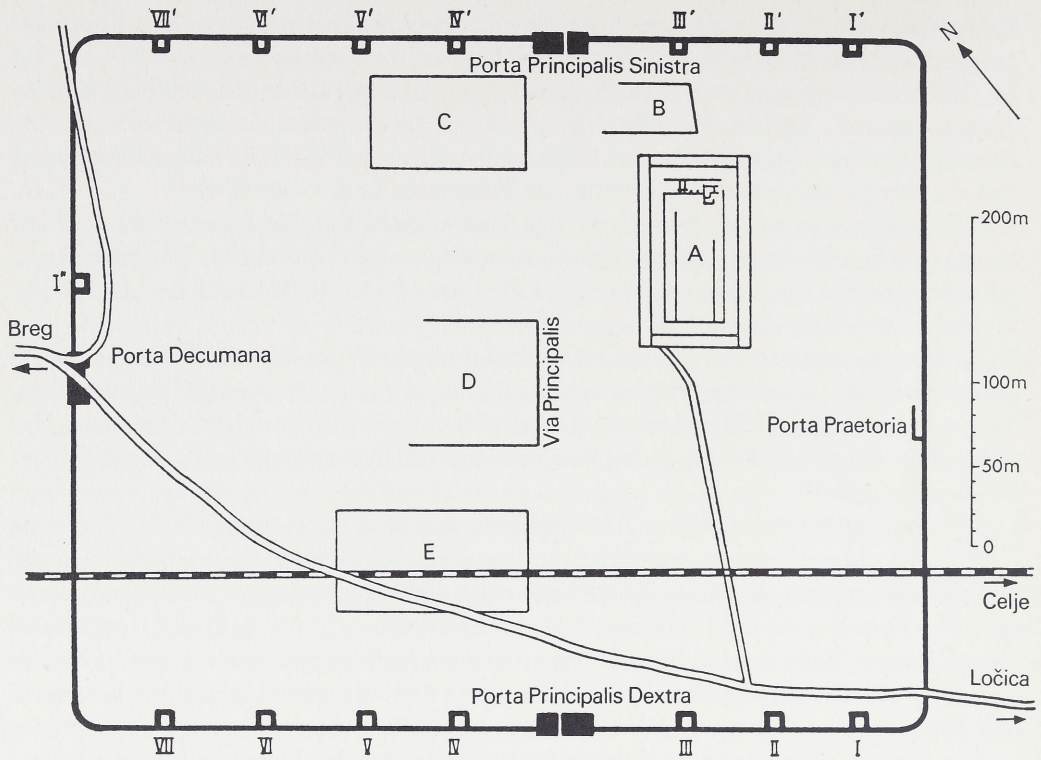 VII' VI' V' IV' III' II' I'
N
Porta Principalis Sinistra
C
B
200m
A
I"
Breg
Porta Decumana
Via Principalis
D
100m
Porta Praetoria
50m
E
0
Celje
Ločica
Porta Principalis Dextra
VII VI V IV III II I